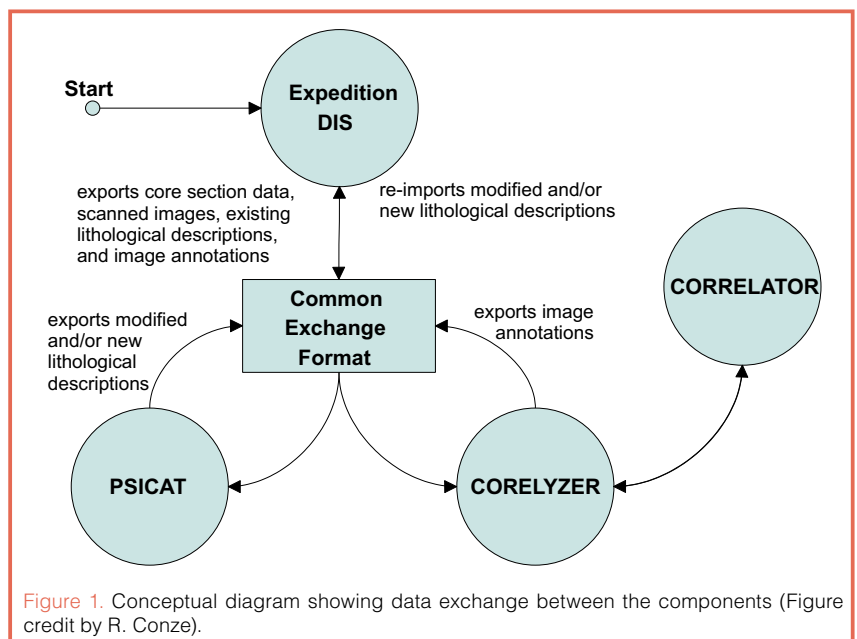 Start
Expedition
DIS
exports core section data,
scanned images, existing
lithological descriptions,
and image annotations
re-imports modified and/or
new lithological descriptions
Common
Exchange
Format
CORRELATOR
exports modified
and/or new
lithological
descriptions
exports image
annotations
PSICAT
CORELYZER
Figure 1. Conceptual diagram showing data exchange between the components (Figure
credit by R. Conze).